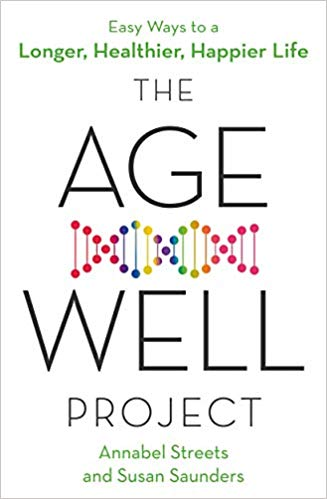 Easy Ways to a
Longer, Healthier, Happier Life
THE
AGE
WELL
PROJECT
Annabel Streets
and Susan Saunders